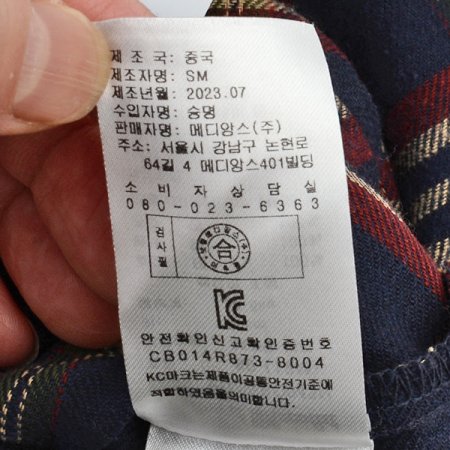 제 조 국: 중국
제조자명: SM
제조년월: 2023.07
수입자명: 승명
판매자명: 메디앙스(주)
주소: 서울시 강남구 논현로
64길 4 메디앙스401빌딩
소 비 자 상 담 실
080-023-6363
검사필
合
KC
안전확인신고확인증번호
CB014R873-8004
KC마크는제품이공통안전기준에
적합하였음을의미합니다.